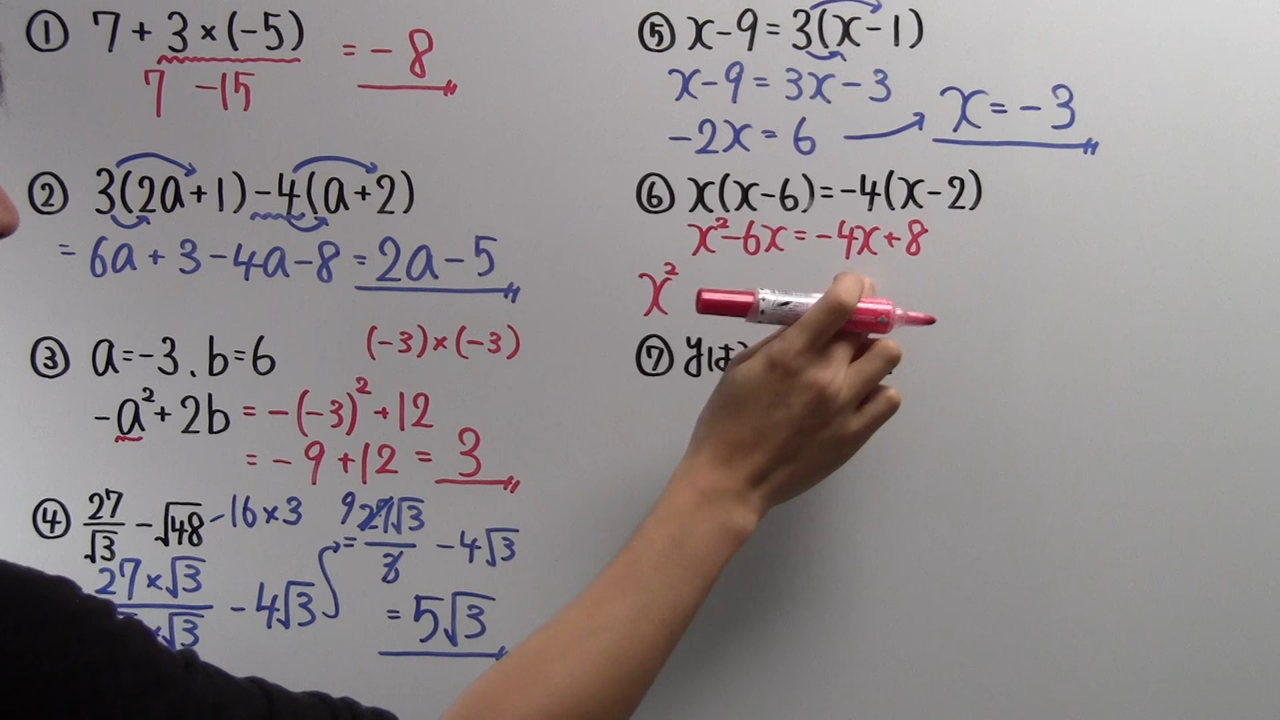 ① 7 + 3 × (-5) = -8
7 -15
② 3(2a+1) - 4(a+2)
= 6a + 3 - 4a - 8 = 2a - 5
③ a = -3 . b = 6
(-3)×(-3)
-a² + 2b = -(-3)² + 12
= -9 + 12 = 3
④ 27/√3 - √48 - 16×3
27×√3/√3×√3 - 4√3
= 9 27√3/3 - 4√3
= 5√3
⑤ x - 9 = 3(x - 1)
x - 9 = 3x - 3
-2x = 6 → x = -3
⑥ x(x-6) = -4(x-2)
x² - 6x = -4x + 8
x²
⑦ yは